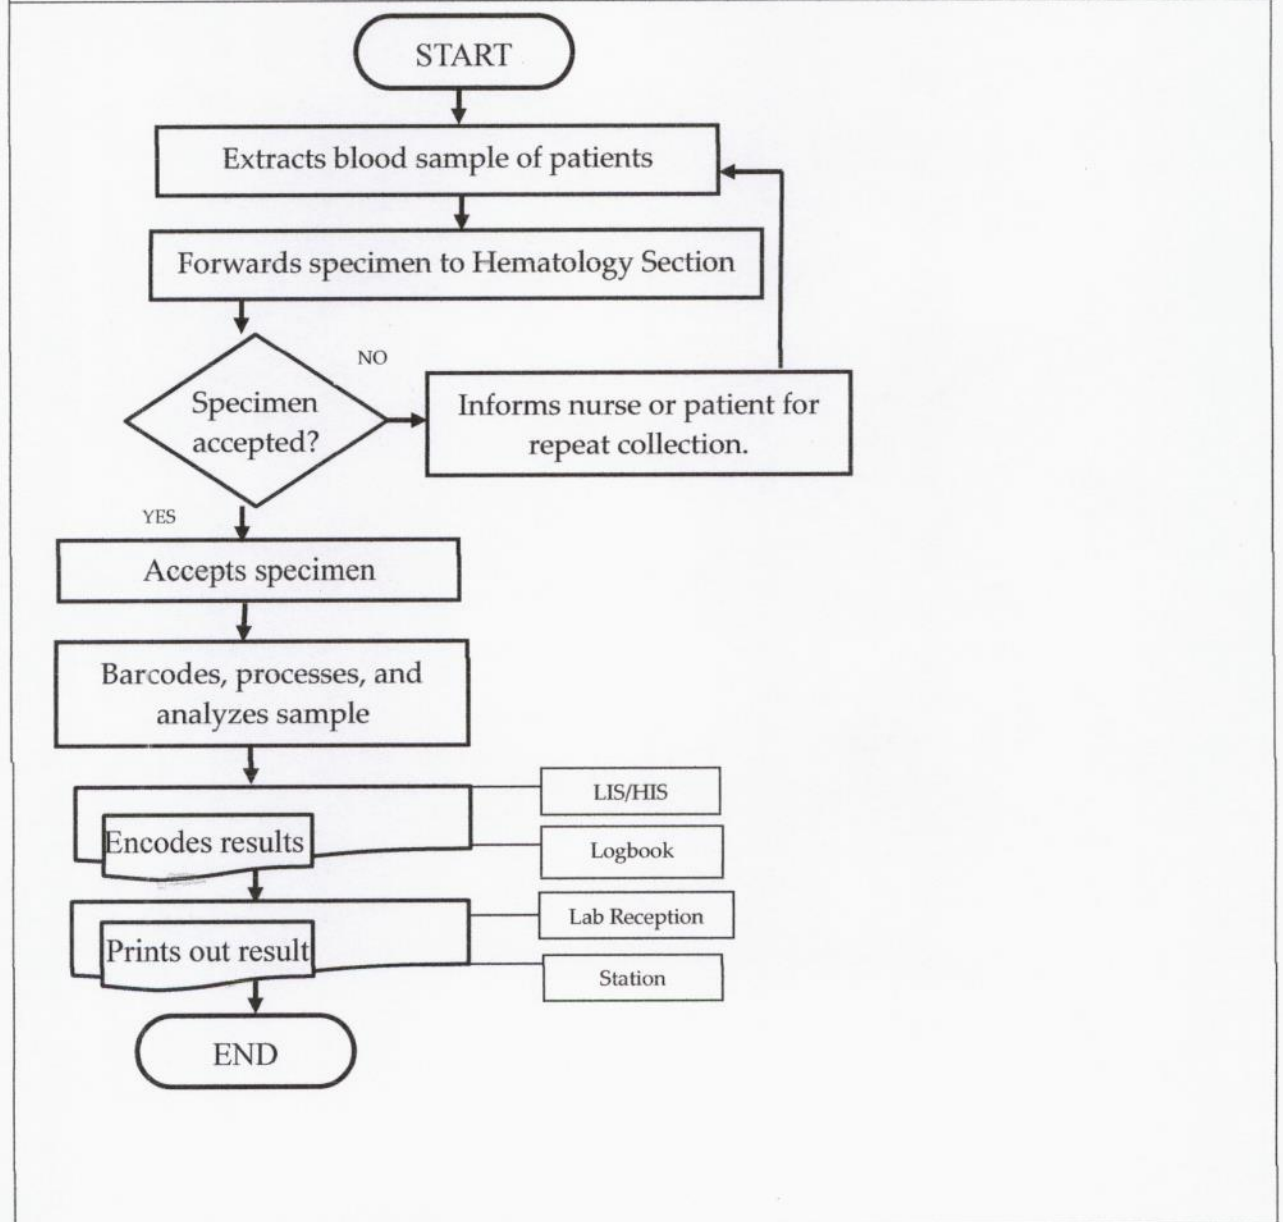 START
Extracts blood sample of patients
Forwards specimen to Hematology Section
NO
Specimen
accepted?
Informs nurse or patient for
repeat collection.
YES
Accepts specimen
Barcodes, processes, and
analyzes sample
LIS/HIS
Encodes results
Logbook
Lab Reception
Prints out result
Station
END